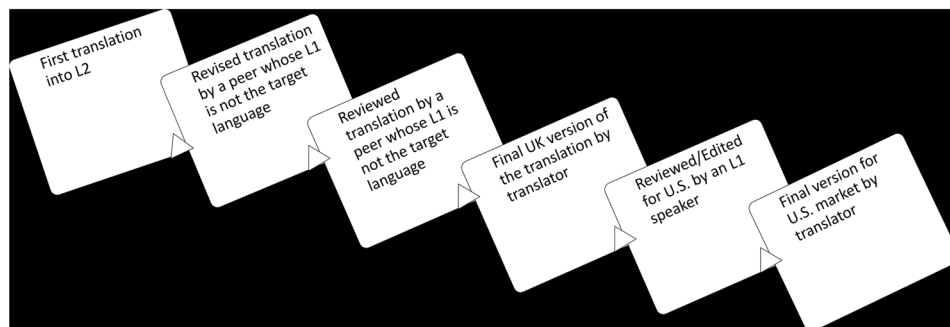 First translation
into L2
Revised translation
by a peer whose L1
is not the target
language
Reviewed
translation by a
peer whose L1 is
not the target
language
Final UK version of
the translation by
translator
Reviewed/Edited
for U.S. by an L1
speaker
Final version for
U.S. market by
translator